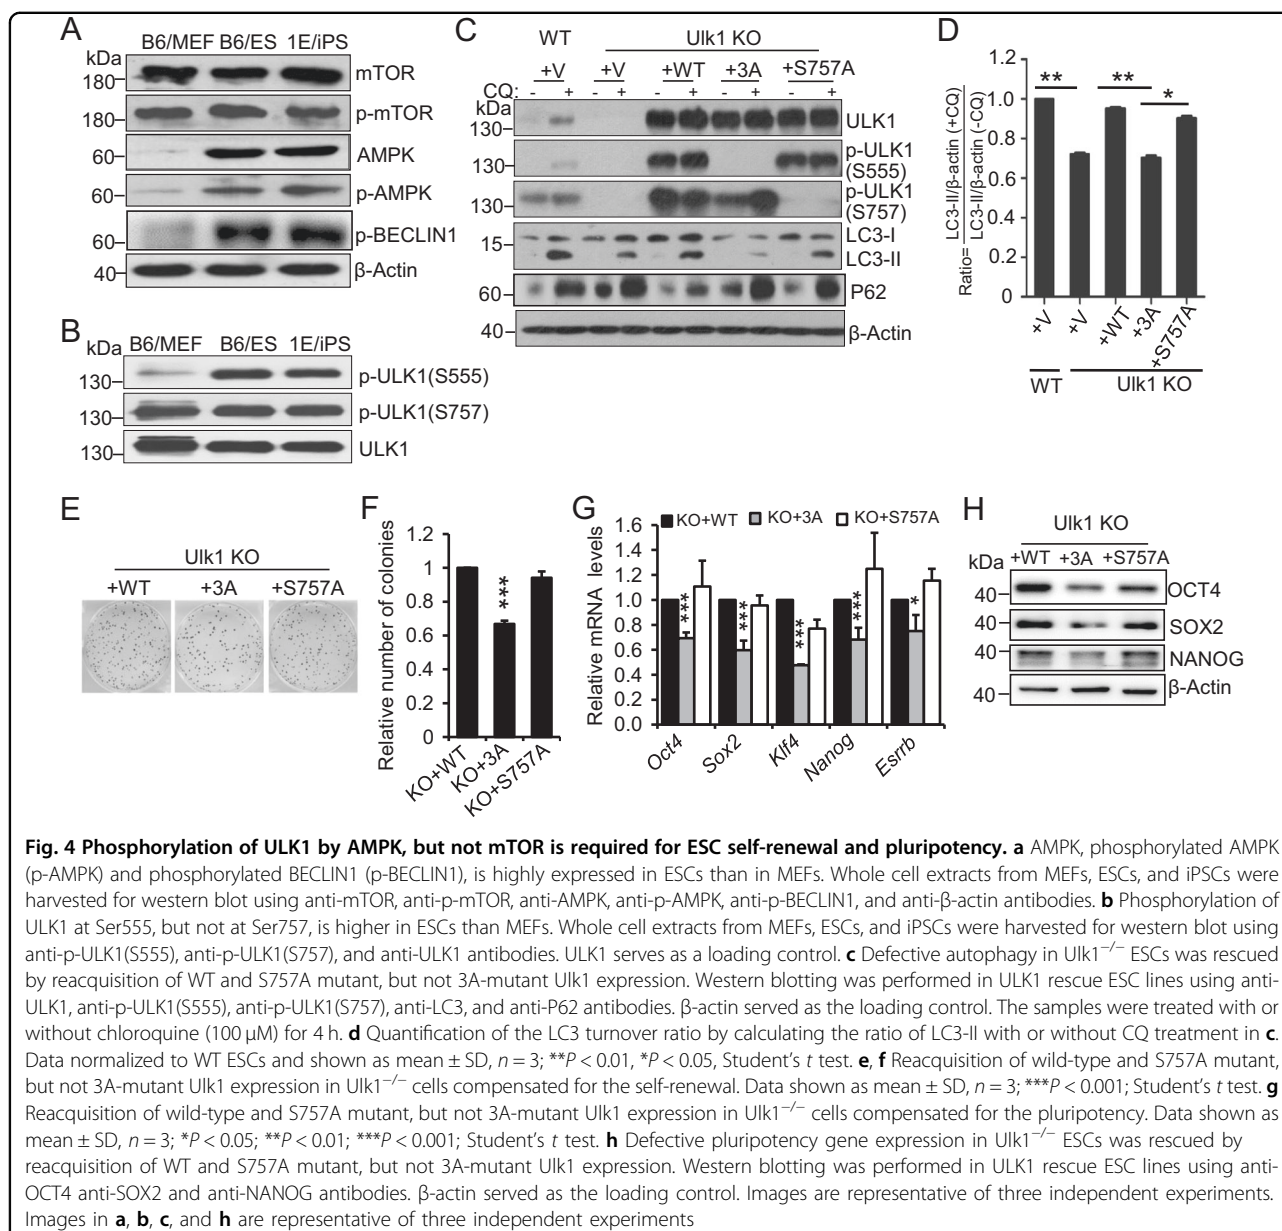 A
B6/MEF B6/ES 1E/iPS
kDa
180 mTOR
180 p-mTOR
60 AMPK
60 p-AMPK
60 p-BECLIN1
40 β-Actin
B
kDa B6/MEF B6/ES 1E/iPS
130 p-ULK1(S555)
130 p-ULK1(S757)
130 ULK1
C
WT Ulk1 KO
+V +V +WT +3A +S757A
CQ: - + - + - + - + - +
kDa
130 ULK1
130 p-ULK1
(S555)
130 p-ULK1
(S757)
15 LC3-I
LC3-II
60 P62
40 β-Actin
D
Ratio= LC3-II/β-actin (+CQ)
LC3-II/β-actin (-CQ)
1.2
1.0
0.8
0.6
0.4
0.2
0
** ** *
+V +V +WT +3A +S757A
WT Ulk1 KO
E
Ulk1 KO
+WT +3A +S757A
F
Relative number of colonies
1.2
1
0.8
0.6
0.4
0.2
0
***
KO+WT KO+3A KO+S757A
G
Relative mRNA levels
1.6
1.4
1.2
1.0
0.8
0.6
0.4
0.2
0.0
KO+WT KO+3A KO+S757A
*** *** *** *** *
Oct4 Sox2 Klf4 Nanog Esrrb
H
Ulk1 KO
kDa +WT +3A +S757A
40 OCT4
40 SOX2
40 NANOG
40 β-Actin
Fig. 4 Phosphorylation of ULK1 by AMPK, but not mTOR is required for ESC self-renewal and pluripotency. a AMPK, phosphorylated AMPK
(p-AMPK) and phosphorylated BECLIN1 (p-BECLIN1), is highly expressed in ESCs than in MEFs. Whole cell extracts from MEFs, ESCs, and iPSCs were
harvested for western blot using anti-mTOR, anti-p-mTOR, anti-AMPK, anti-p-AMPK, anti-p-BECLIN1, and anti-β-actin antibodies. b Phosphorylation of
ULK1 at Ser555, but not at Ser757, is higher in ESCs than MEFs. Whole cell extracts from MEFs, ESCs, and iPSCs were harvested for western blot using
anti-p-ULK1(S555), anti-p-ULK1(S757), and anti-ULK1 antibodies. ULK1 serves as a loading control. c Defective autophagy in Ulk1−/− ESCs was rescued
by reacquisition of WT and S757A mutant, but not 3A-mutant Ulk1 expression. Western blotting was performed in ULK1 rescue ESC lines using anti-
ULK1, anti-p-ULK1(S555), anti-p-ULK1(S757), anti-LC3, and anti-P62 antibodies. β-actin served as the loading control. The samples were treated with or
without chloroquine (100 μM) for 4 h. d Quantification of the LC3 turnover ratio by calculating the ratio of LC3-II with or without CQ treatment in c.
Data normalized to WT ESCs and shown as mean ± SD, n = 3; **P < 0.01, *P < 0.05, Student's t test. e, f Reacquisition of wild-type and S757A mutant,
but not 3A-mutant Ulk1 expression in Ulk1−/− cells compensated for the self-renewal. Data shown as mean ± SD, n = 3; ***P < 0.001; Student's t test. g
Reacquisition of wild-type and S757A mutant, but not 3A-mutant Ulk1 expression in Ulk1−/− cells compensated for the pluripotency. Data shown as
mean ± SD, n = 3; *P < 0.05; **P < 0.01; ***P < 0.001; Student's t test. h Defective pluripotency gene expression in Ulk1−/− ESCs was rescued by
reacquisition of WT and S757A mutant, but not 3A-mutant Ulk1 expression. Western blotting was performed in ULK1 rescue ESC lines using anti-
OCT4 anti-SOX2 and anti-NANOG antibodies. β-actin served as the loading control. Images are representative of three independent experiments.
Images in a, b, c, and h are representative of three independent experiments